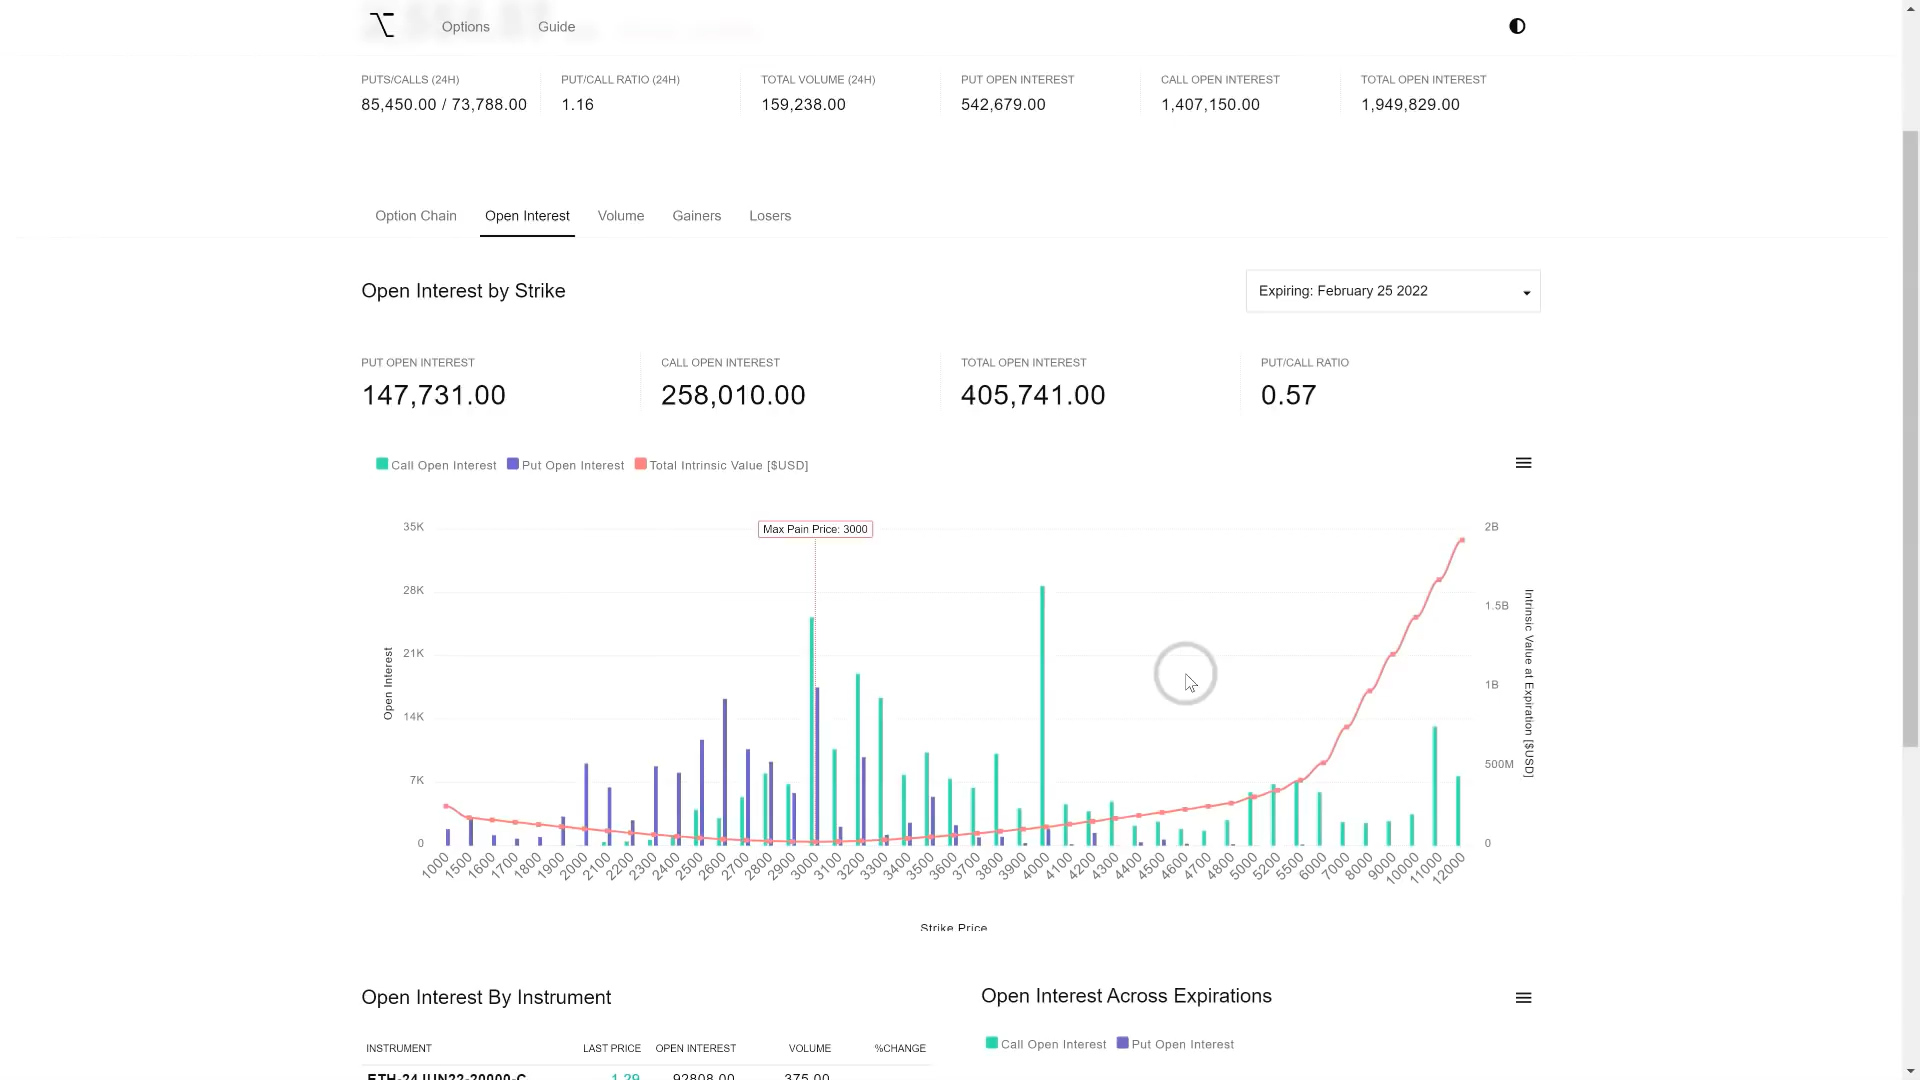 Options Guide
PUTS/CALLS (24H) PUT/CALL RATIO (24H) TOTAL VOLUME (24H) PUT OPEN INTEREST CALL OPEN INTEREST TOTAL OPEN INTEREST
85,450.00 / 73,788.00 1.16 159,238.00 542,679.00 1,407,150.00 1,949,829.00
Option Chain Open Interest Volume Gainers Losers
Open Interest by Strike
Expiring: February 25 2022
PUT OPEN INTEREST CALL OPEN INTEREST TOTAL OPEN INTEREST PUT/CALL RATIO
147,731.00 258,010.00 405,741.00 0.57
Call Open Interest Put Open Interest Total Intrinsic Value [$USD]
Max Pain Price: 3000
35K
28K
21K
14K
7K
0
Open Interest
2B
1.5B
1B
500M
0
Intrinsic Value at Expiration [$USD]
1000 1500 1600 1700 1800 1900 2000 2100 2200 2300 2400 2500 2600 2700 2800 2900 3000 3100 3200 3300 3400 3500 3600 3700 3800 3900 4000 4100 4200 4300 4400 4500 4600 4700 4800 5000 5200 5500 6000 7000 8000 9000 10000 11000 12000
Strike Price
Open Interest By Instrument
INSTRUMENT LAST PRICE OPEN INTEREST VOLUME %CHANGE
ETH-24JUN22-20000-C 1.29 92808.00 375.00
Open Interest Across Expirations
Call Open Interest Put Open Interest